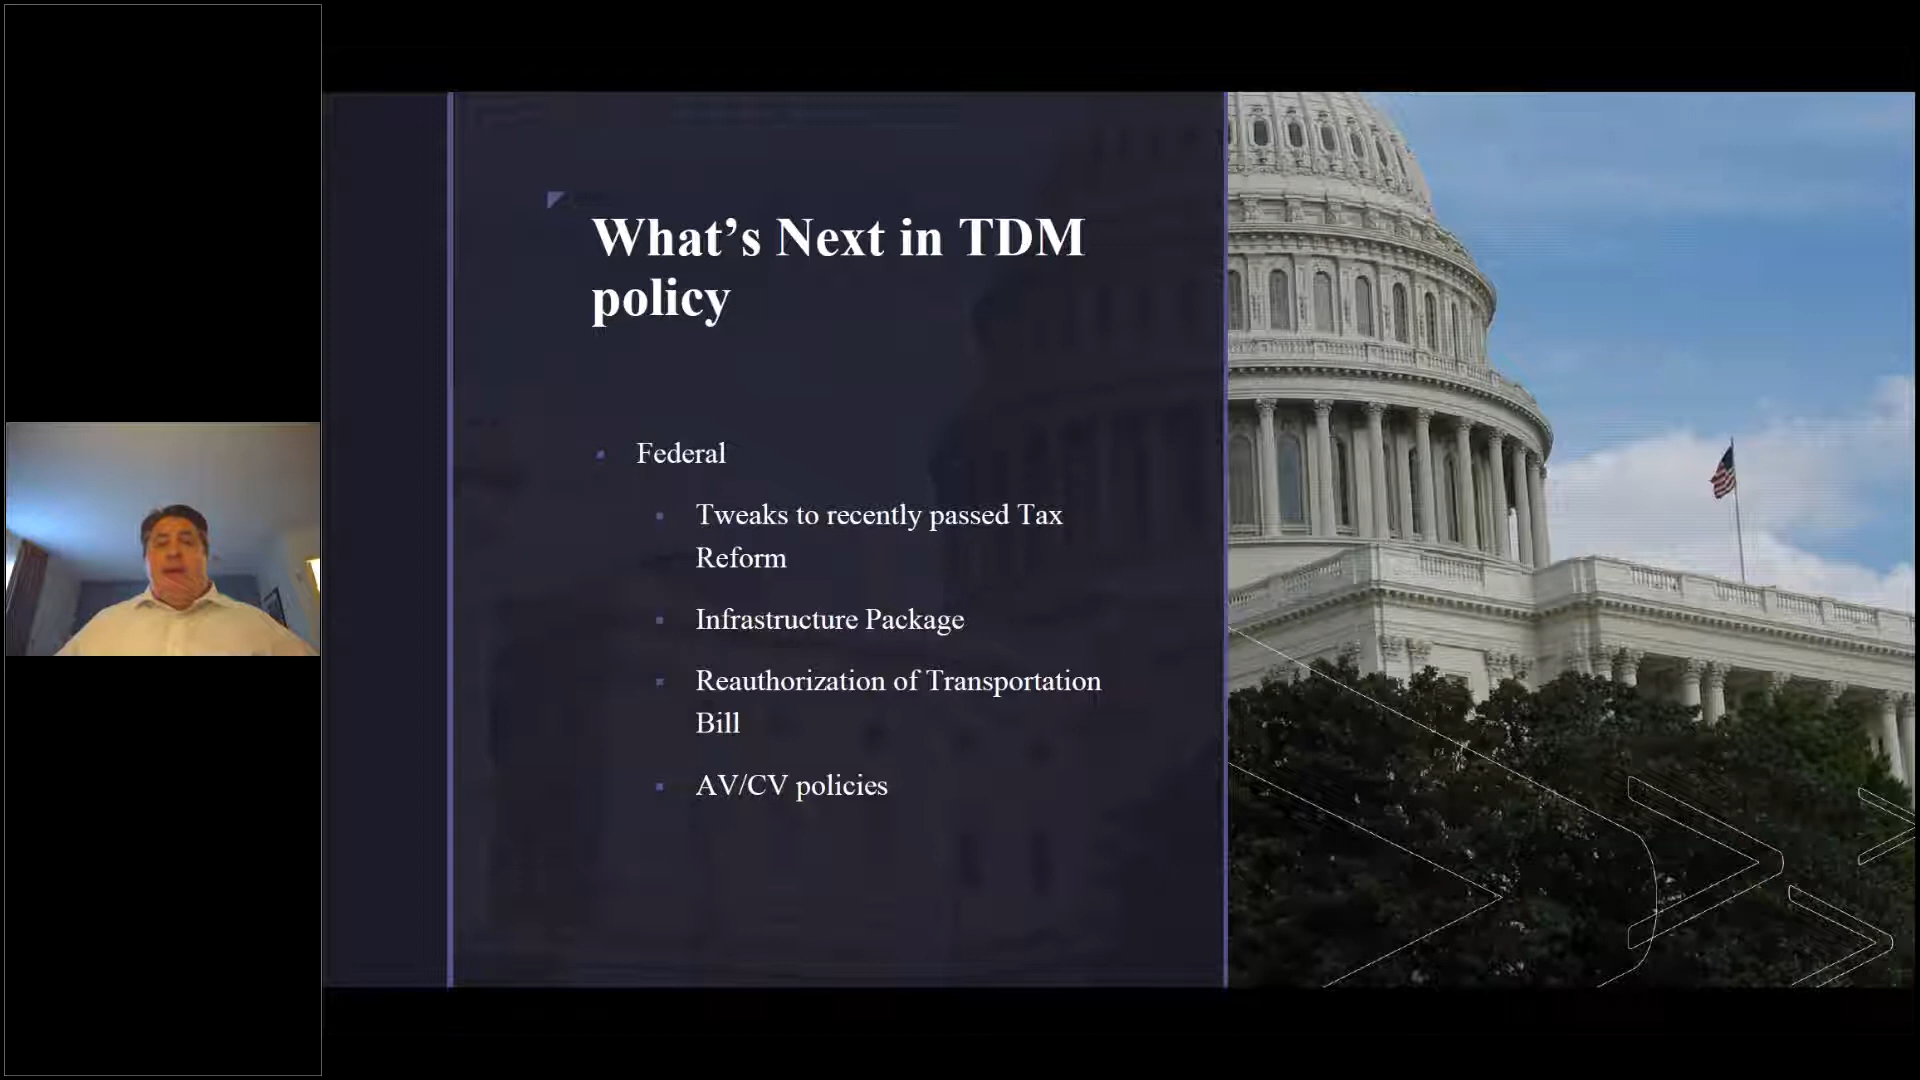 What’s Next in TDM
policy
Federal
Tweaks to recently passed Tax
Reform
Infrastructure Package
Reauthorization of Transportation
Bill
AV/CV policies